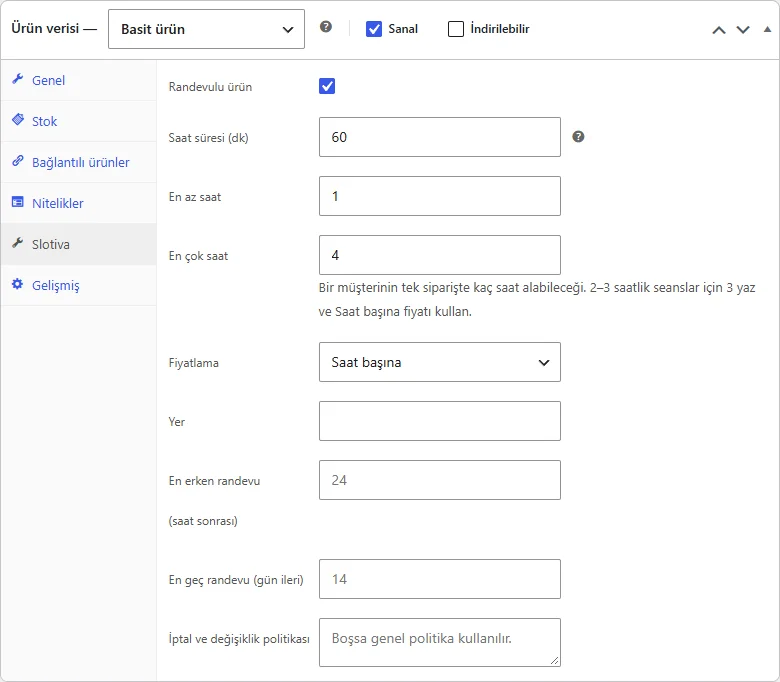 Ürün verisi — Basit ürün Sanal İndirilebilir
Genel
Stok
Bağlantılı ürünler
Nitelikler
Slotiva
Gelişmiş
Randevulu ürün
Saat süresi (dk) 60
En az saat 1
En çok saat 4
Bir müşterinin tek siparişte kaç saat alabileceği. 2–3 saatlik seanslar için 3 yaz
ve Saat başına fiyatı kullan.
Fiyatlama Saat başına
Yer
En erken randevu 24
(saat sonrası)
En geç randevu (gün ileri) 14
İptal ve değişiklik politikası Boşsa genel politika kullanılır.